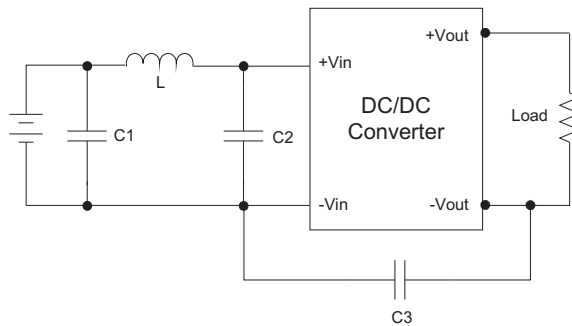 +Vout
+Vin
L
DC/DC
Converter
Load
C1
C2
-Vin
-Vout
C3